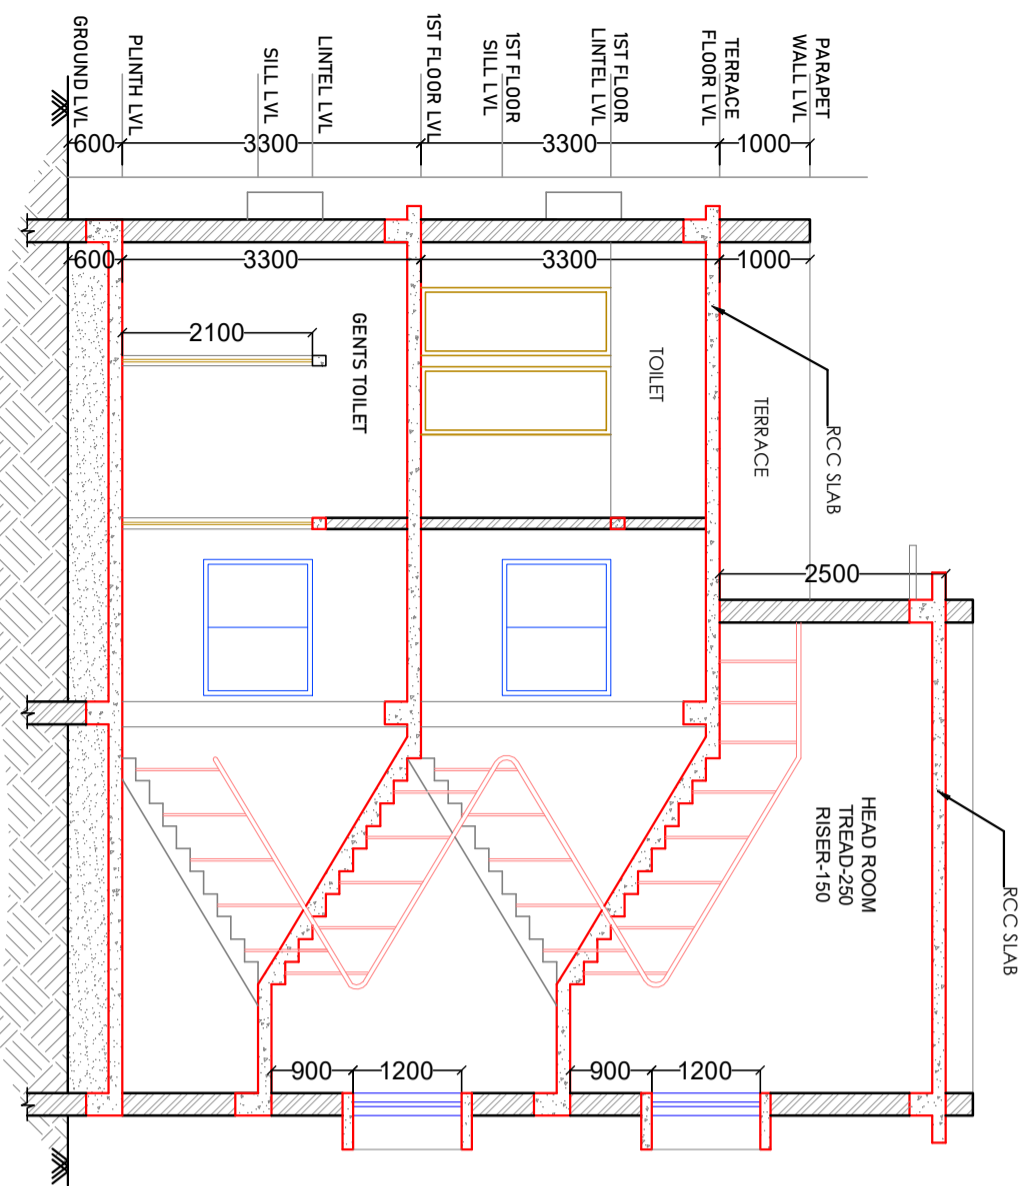 GROUND LVL
PLINTH LVL
SILL LVL
LINTEL LVL
1ST FLOOR LVL
1ST FLOOR
SILL LVL
1ST FLOOR
LINTEL LVL
TERRACE
FLOOR LVL
PARAPET
WALL LVL
600
3300
3300
1000
600
3300
3300
1000
2100
GENTS TOILET
TOILET
TERRACE
RCC SLAB
2500
HEAD ROOM
TREAD-250
RISER-150
RCC SLAB
900
1200
900
1200